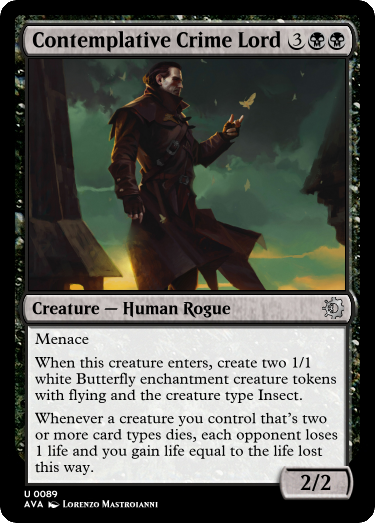 Contemplative Crime Lord 3
Creature — Human Rogue
Menace
When this creature enters, create two 1/1
white Butterfly enchantment creature tokens
with flying and the creature type Insect.
Whenever a creature you control that's two
or more card types dies, each opponent loses
1 life and you gain life equal to the life lost
this way.
2/2
U 0089
AVA Lorenzo Mastroianni